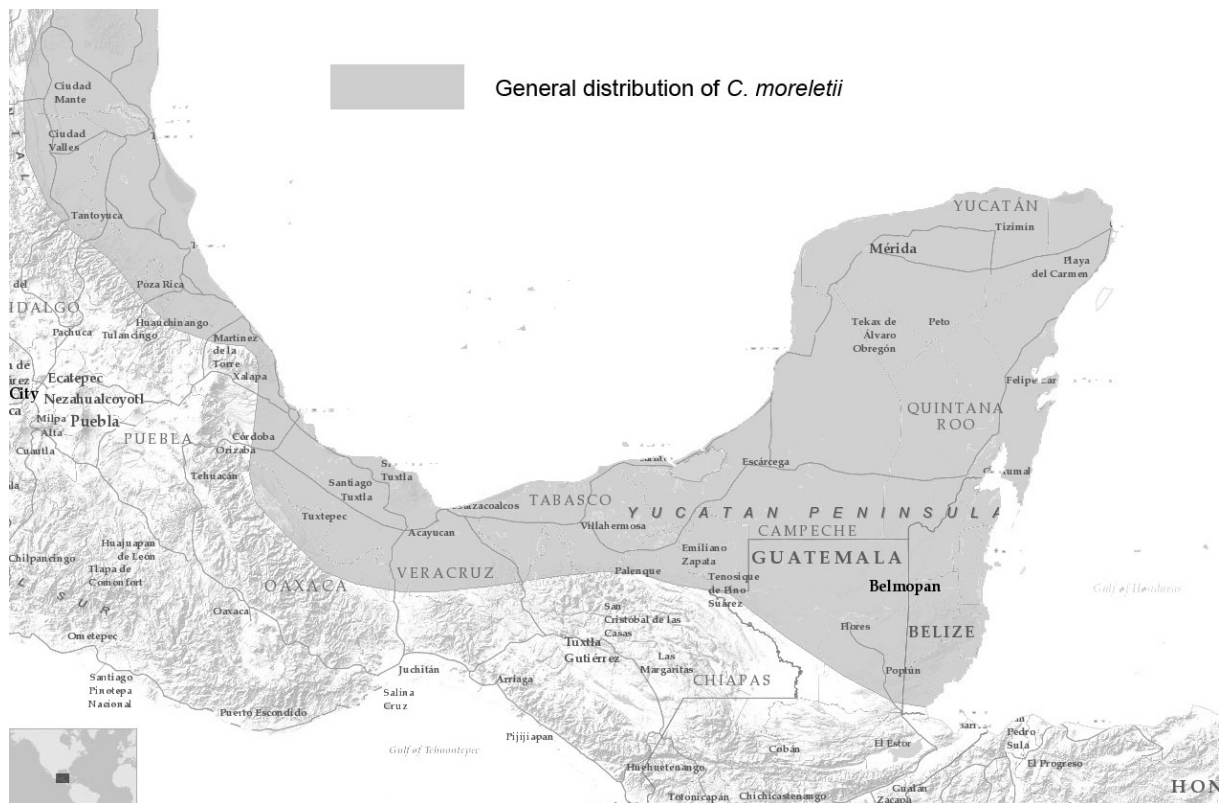 General distribution of C. moreletii
Ciudad
Mante
Ciudad
Valles
Tantoyuca
YUCATÁN
Tizimín
Mérida
Playa
del Carmen
Poza Rica
Huauchinango
Pachuca
Tulancingo
Martínez
de la
Torre
Xalapa
Tekax de
Álvaro
Obregón
Peto
Ecatepec
City
Nezahualcoyotl
Milpa
Alta
Puebla
PUEBLA
Cuautla
Córdoba
Orizaba
Tehuacán
QUINTANA
ROO
Escárcega
Santiago
Tuxtla
Tuxtla
TABASCO
Tuxtepec
Acayucan
Villahermosa
YUCATAN PENINSULA
CAMPECHE
Chilpancingo
Huajuapan
de León
Tlapa de
Comonfort
SUR
OAXACA
VERACRUZ
Palenque
Emiliano
Zapata
Tenosique
de Pino
Suárez
GUATEMALA
Belmopan
Gulf of Honduras
Oaxaca
San
Cristóbal de las
Casas
Flores
BELIZE
Ometepec
Tuxtla
Gutiérrez
Las
Margaritas
CHIAPAS
Poptún
Santiago
Pinotepa
Nacional
Juchitán
Salina
Cruz
Arriaga
Puerto Escondido
Pijijiapan
Gulf of Tehuantepec
Cobán
El Estor
Pedro
Sula
El Progreso
Huehuetenango
Totonicapán
Chichicastenango
Gualán
Zacapa
HON